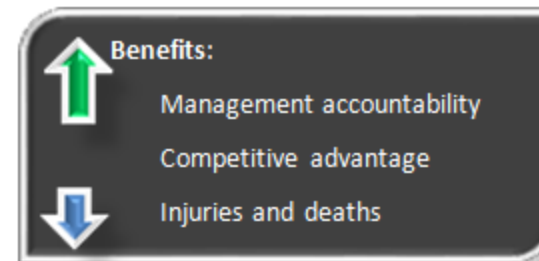 Benefits:
Management accountability
Competitive advantage
Injuries and deaths